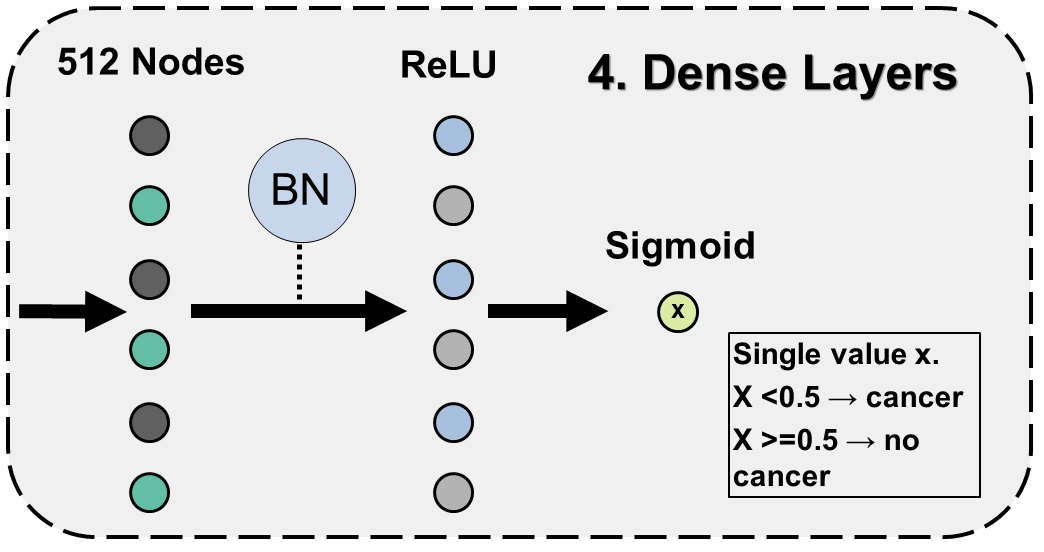 512 Nodes
ReLU
4. Dense Layers
BN
Sigmoid
x
Single value x.
X <0.5 → cancer
X >=0.5 → no
cancer